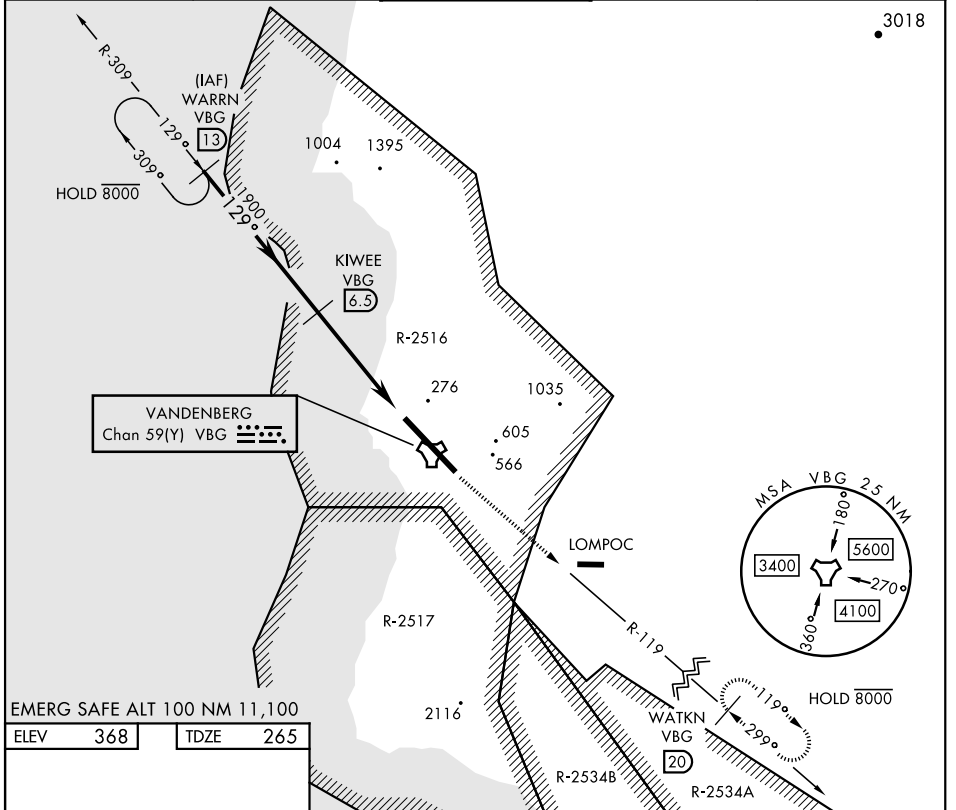 3018
R-309
(IAF)
WARRN
VBG
13
129°
309°
HOLD 8000
1004
1395
1900
129°
KIWEE
VBG
6.5
R-2516
276
1035
VANDENBERG
Chan 59(Y) VBG
605
566
MSA VBG 25 NM
180°
3400
5600
270°
4100
360°
LOMPOC
R-2517
R-119
119°
HOLD 8000
299°
WATKN
VBG
20
2116
EMERG SAFE ALT 100 NM 11,100
ELEV 368
TDZE 265
R-2534B
R-2534A